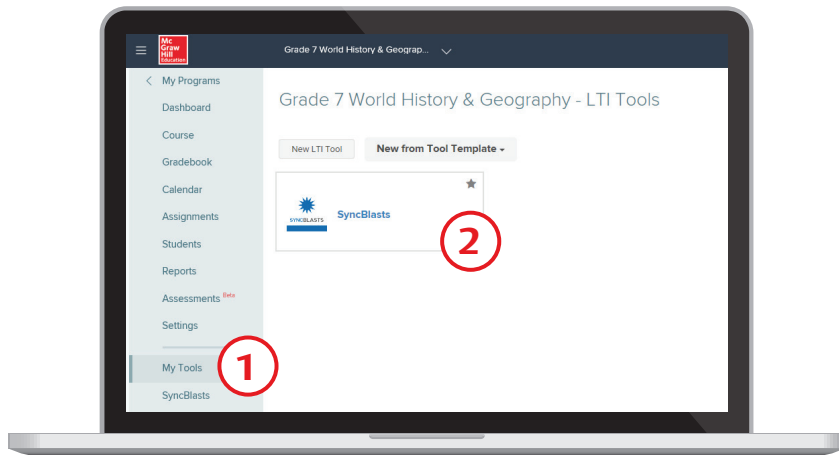 Mc
Graw
Hill
Education
Grade 7 World History & Geograp...
My Programs
Dashboard
Course
Gradebook
Calendar
Assignments
Students
Reports
Assessments Beta
Settings
My Tools
SyncBlasts
1
Grade 7 World History & Geography - LTI Tools
New LTI Tool
New from Tool Template
SYNCBLASTS
SyncBlasts
2